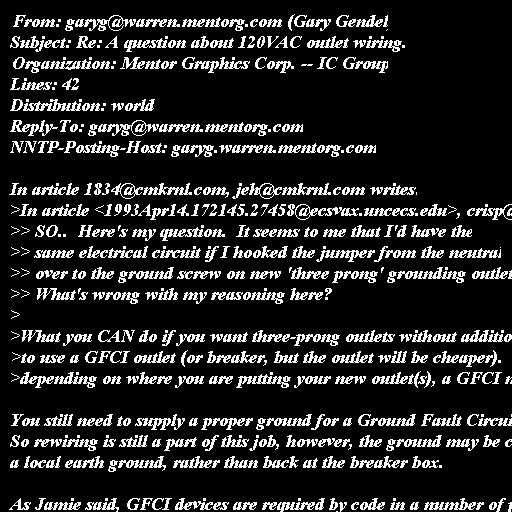 From: garyg@warren.mentorg.com (Gary Gendel
Subject: Re: A question about 120VAC outlet wiring.
Organization: Mentor Graphics Corp. -- IC Group
Lines: 42
Distribution: world
Reply-To: garyg@warren.mentorg.com
NNTP-Posting-Host: garyg.warren.mentorg.com

In article 1834@cmkrnl.com, jeh@cmkrnl.com writes:
>In article <1993Apr14.172145.27458@ecsvax.uncecs.edu>, crisp@
>> SO..  Here's my question.  It seems to me that I'd have the
>> same electrical circuit if I hooked the jumper from the neutral
>> over to the ground screw on new 'three prong' grounding outlet
>> What's wrong with my reasoning here?
>
>What you CAN do if you want three-prong outlets without additio
>to use a GFCI outlet (or breaker, but the outlet will be cheaper).
>depending on where you are putting your new outlet(s), a GFCI

You still need to supply a proper ground for a Ground Fault Circui
So rewiring is still a part of this job, however, the ground may be c
a local earth ground, rather than back at the breaker box.

As Jamie said, GFCI devices are required by code in a number of